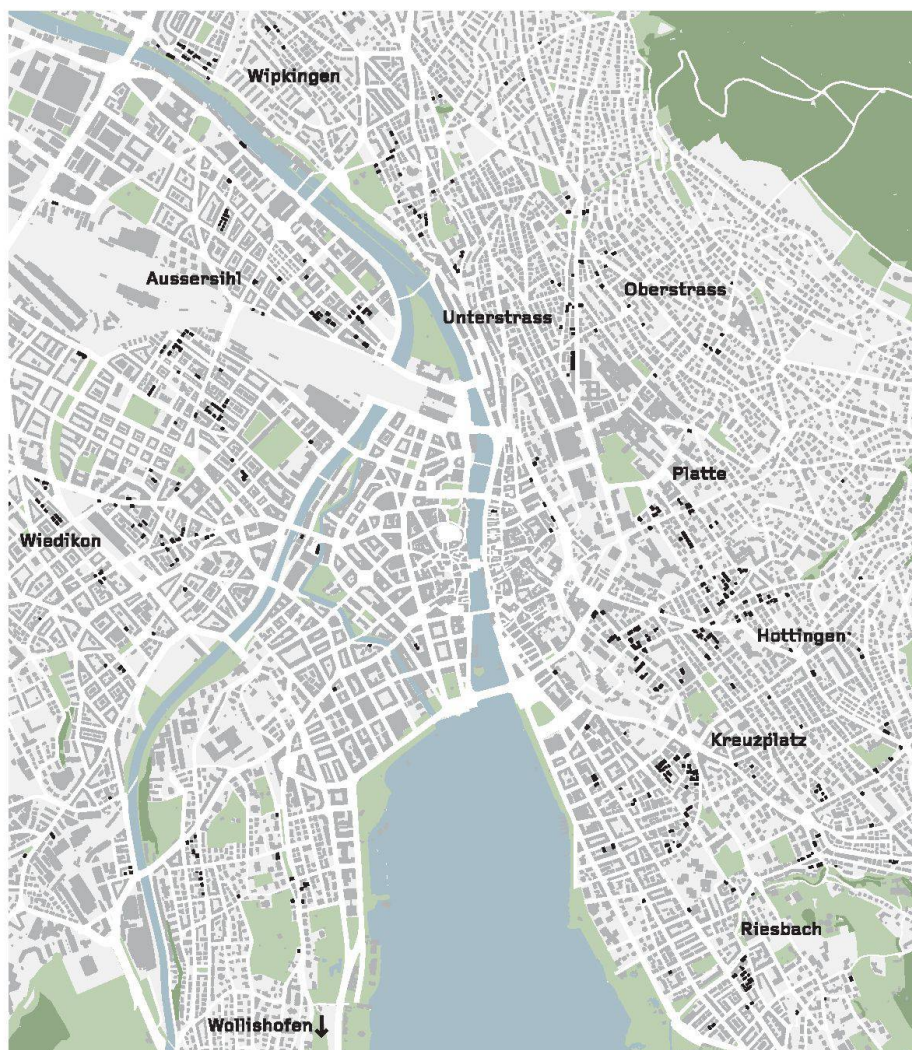 Wipkingen
Aussersihl
Oberstrass
Unterstrass
Platte
Wiedikon
Hottingen
Kreuzplatz
Riesbach
Wollishofen↓